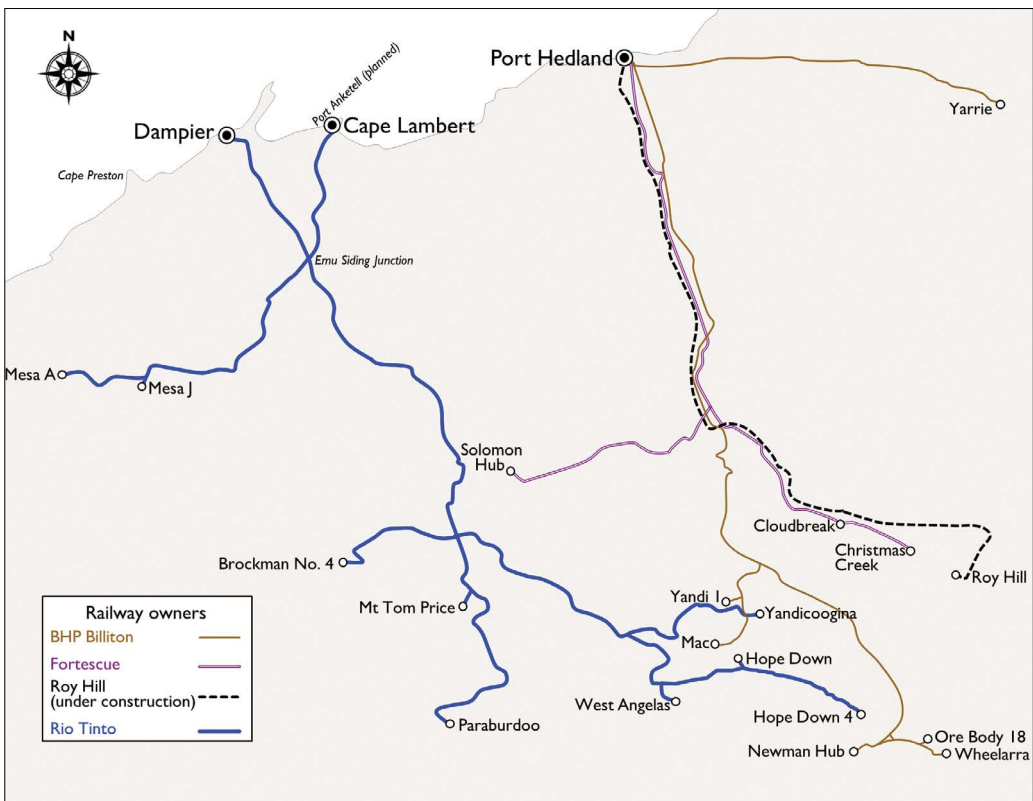 N
Port Anketell (planned)
Port Hedland
Dampier
Cape Lambert
Yarrie
Cape Preston
Emu Siding Junction
Mesa A
Mesa J
Solomon
Hub
Cloudbreak
Christmas
Creek
Roy Hill
Brockman No. 4
Mt Tom Price
Yandi 1
Yandicoogina
Mac
Hope Down
West Angelas
Hope Down 4
Paraburdoo
Newman Hub
Ore Body 18
Wheelarra
Railway owners
BHP Billiton
Fortescue
Roy Hill
(under construction)
Rio Tinto